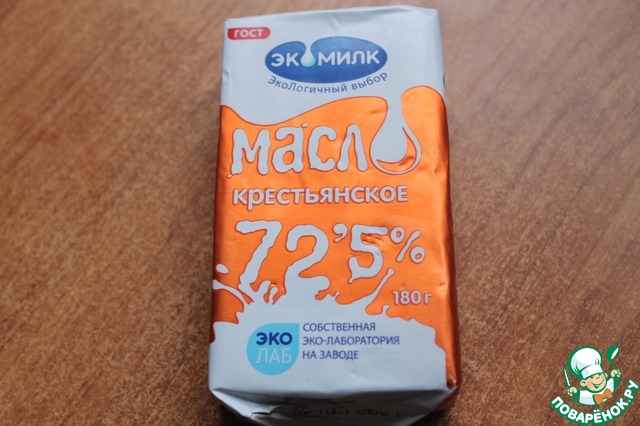 ГОСТ
ЭКОМИЛК
ЭкоЛогичный выбор
Масло
крестьянское
72,5%
180 г
ЭКО
ЛАБ
СОБСТВЕННАЯ
ЭКО-ЛАБОРАТОРИЯ
НА ЗАВОДЕ
ПОВАРЁНОК.РУ